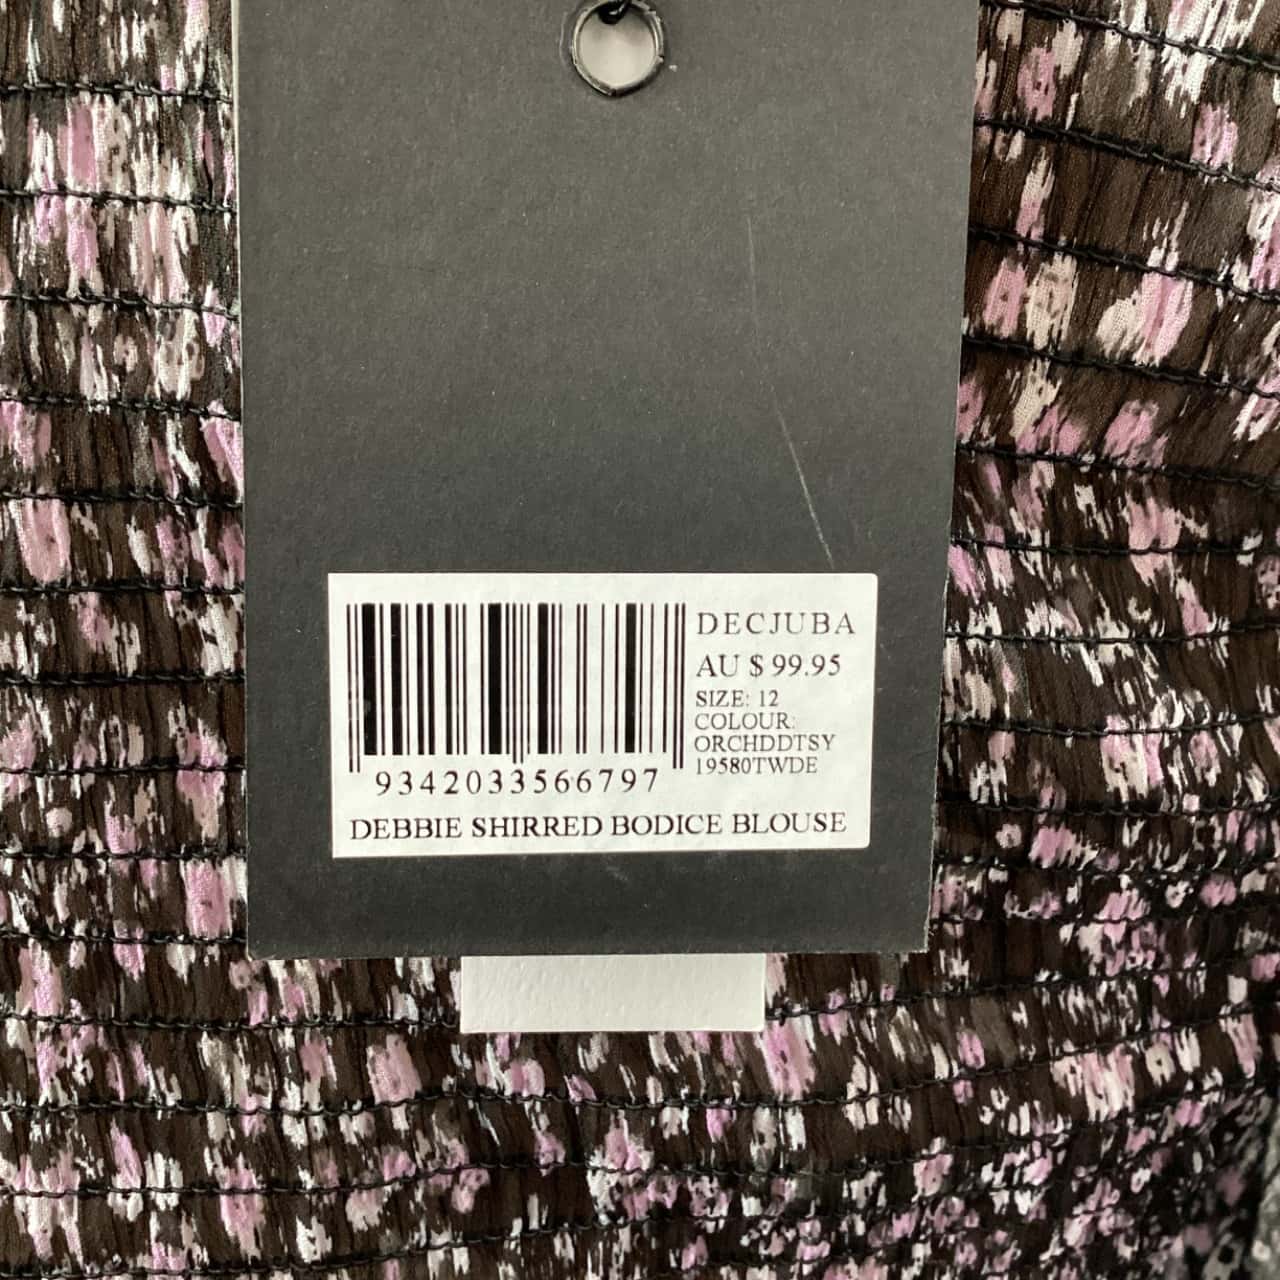 DECJUBA
AU $ 99.95
SIZE: 12
COLOUR:
ORCHDDTSY
19580TWDE
9342033566797
DEBBIE SHIRRED BODICE BLOUSE